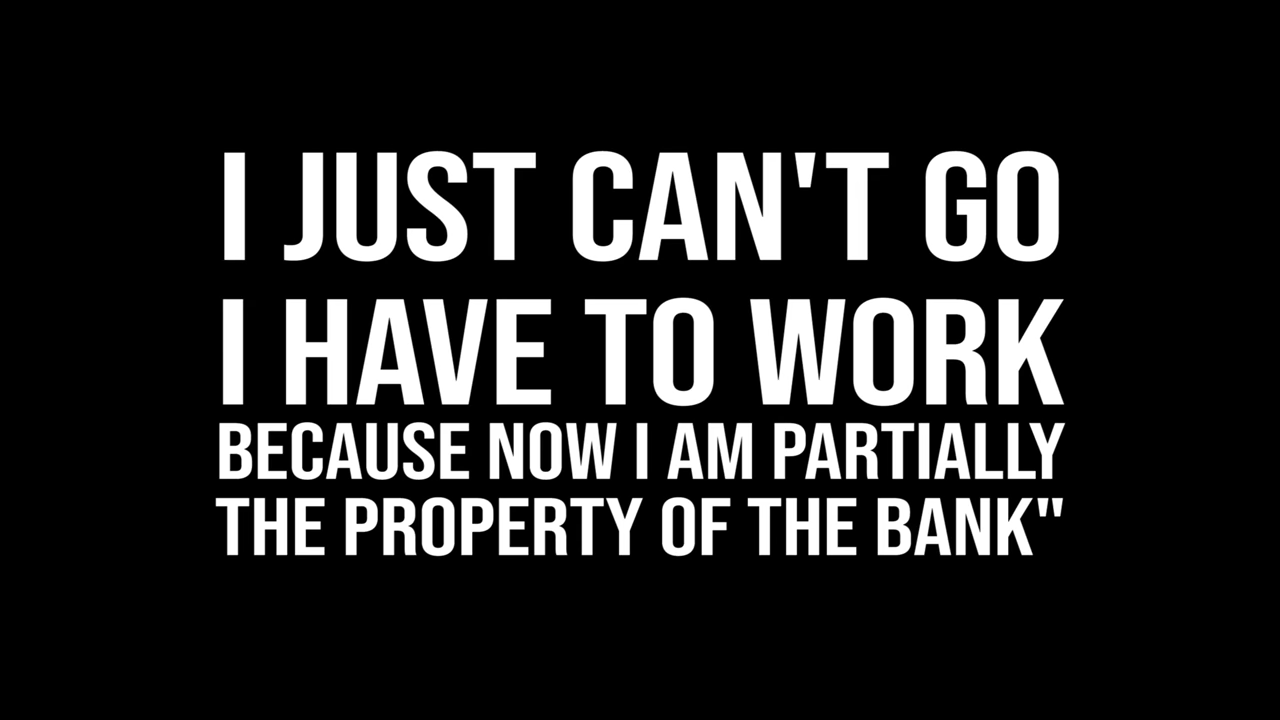 I JUST CAN'T GO
I HAVE TO WORK
BECAUSE NOW I AM PARTIALLY
THE PROPERTY OF THE BANK"